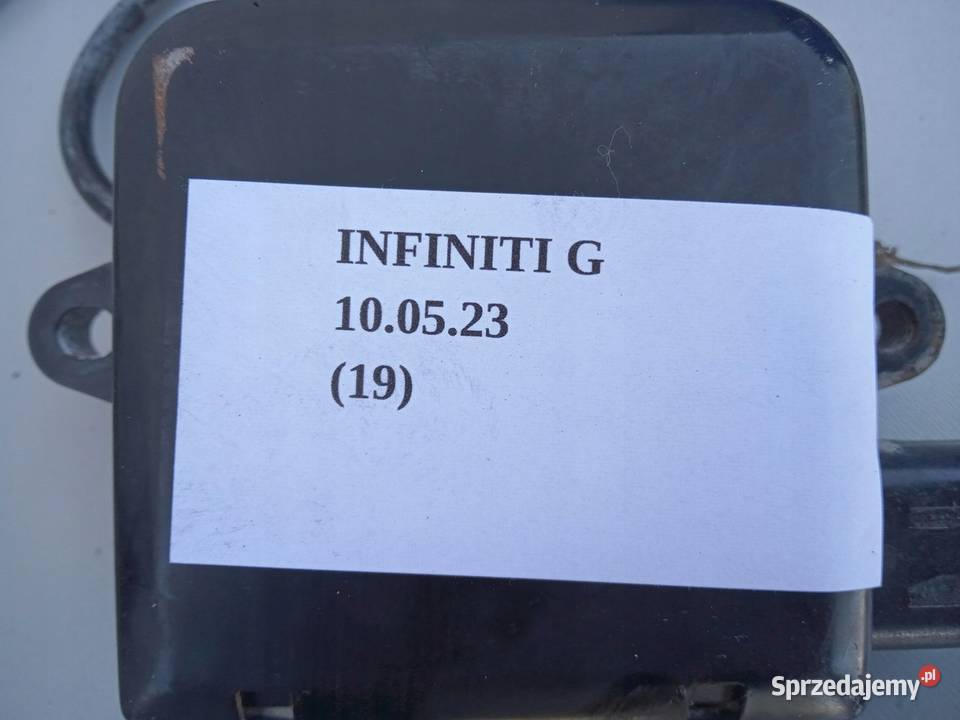 INFINITI G
10.05.23
(19)
Sprzedajemy.pl